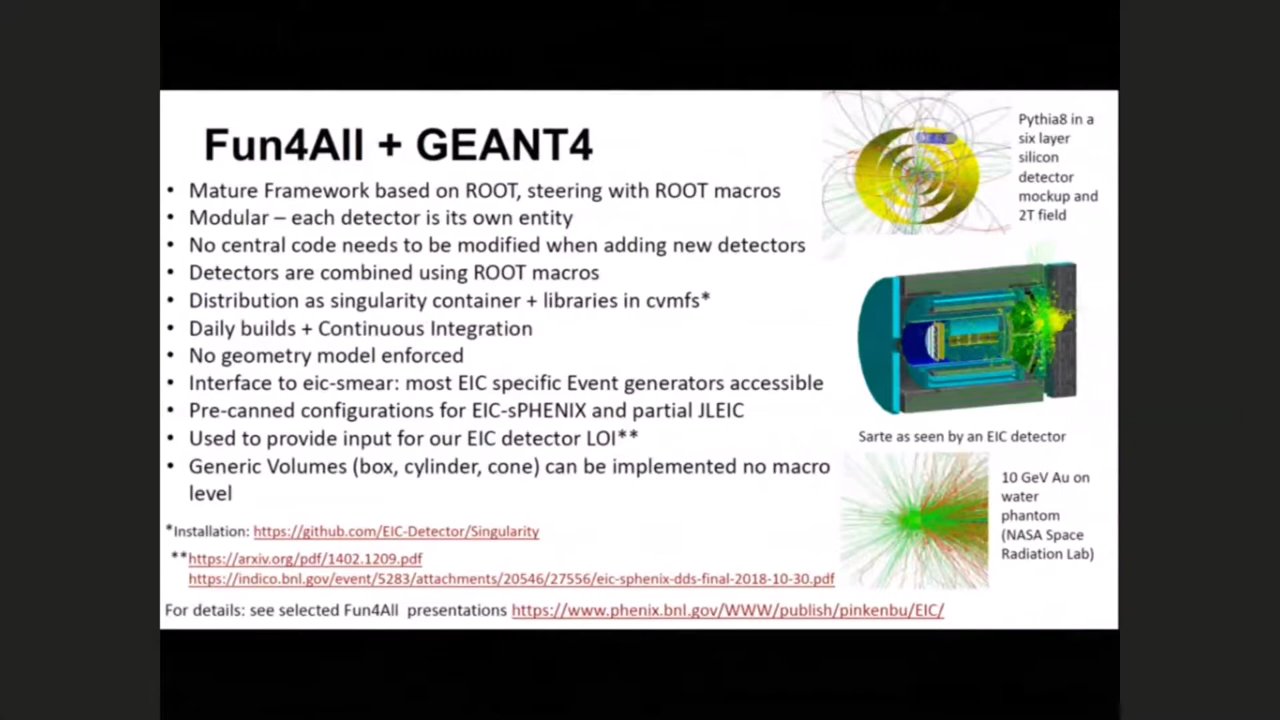 Fun4All + GEANT4
• Mature Framework based on ROOT, steering with ROOT macros
• Modular – each detector is its own entity
• No central code needs to be modified when adding new detectors
• Detectors are combined using ROOT macros
• Distribution as singularity container + libraries in cvmfs*
• Daily builds + Continuous Integration
• No geometry model enforced
• Interface to eic-smear: most EIC specific Event generators accessible
• Pre-canned configurations for EIC-sPHENIX and partial JLEIC
• Used to provide input for our EIC detector LOI**
• Generic Volumes (box, cylinder, cone) can be implemented no macro
level
*Installation: https://github.com/EIC-Detector/Singularity
**https://arxiv.org/pdf/1402.1209.pdf
https://indico.bnl.gov/event/5283/attachments/20546/27556/eic-sphenix-dds-final-2018-10-30.pdf
For details: see selected Fun4All presentations https://www.phenix.bnl.gov/WWW/publish/pinkenbu/EIC/
Pythia8 in a
six layer
silicon
detector
mockup and
2T field
Sarte as seen by an EIC detector
10 GeV Au on
water
phantom
(NASA Space
Radiation Lab)